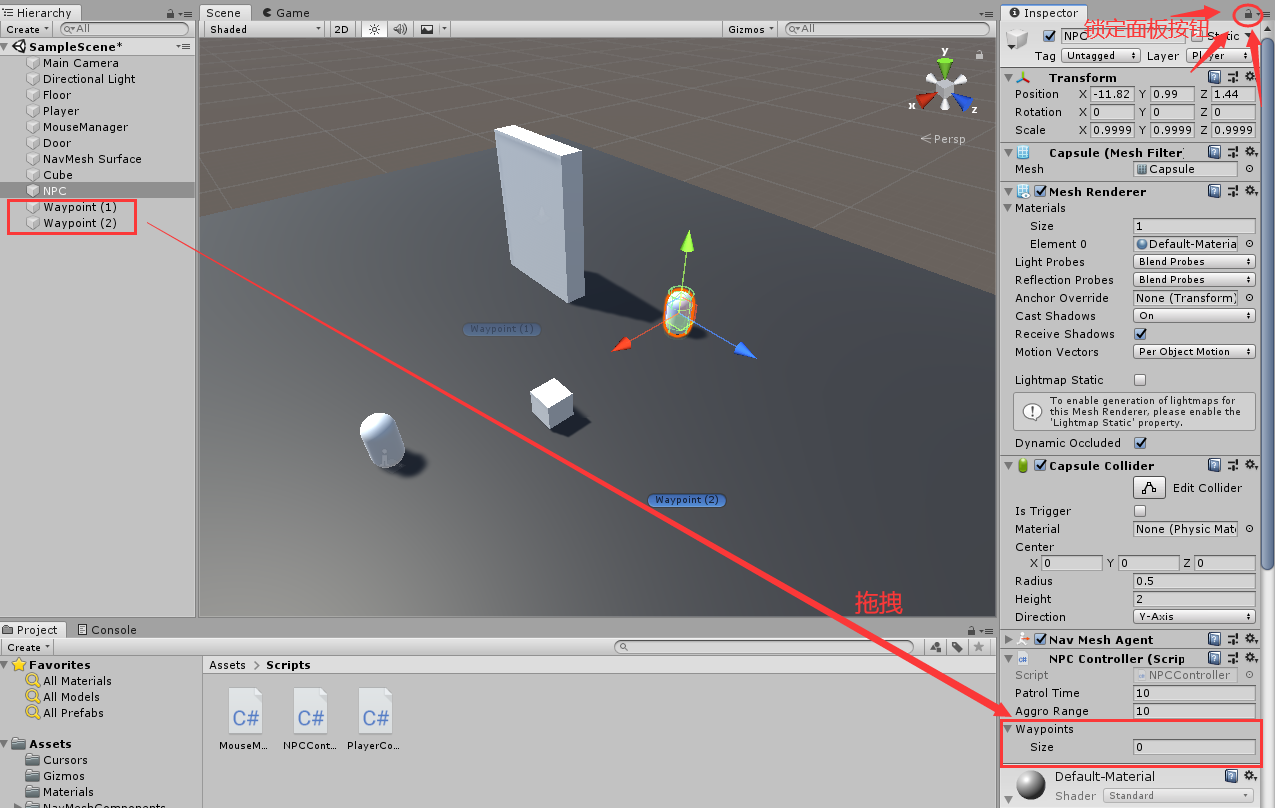 Hierarchy
Create
All
SampleScene*
Main Camera
Directional Light
Floor
Player
MouseManager
Door
NavMesh Surface
Cube
NPC
Waypoint (1)
Waypoint (2)
Scene
Game
Shaded
2D
Gizmos
All
y
x
z
Persp
Waypoint (1)
Waypoint (2)
拖拽
Inspector
锁定面板按钮
NPC
Static
Tag
Untagged
Layer
Player
Transform
Position X -11.82 Y 0.99 Z 1.44
Rotation X 0 Y 0 Z 0
Scale X 0.9999 Y 0.9999 Z 0.9999
Capsule (Mesh Filter)
Mesh Capsule
Mesh Renderer
Materials
Size 1
Element 0 Default-Materia
Light Probes Blend Probes
Reflection Probes Blend Probes
Anchor Override None (Transform)
Cast Shadows On
Receive Shadows
Motion Vectors Per Object Motion
Lightmap Static
To enable generation of lightmaps for
this Mesh Renderer, please enable the
'Lightmap Static' property.
Dynamic Occluded
Capsule Collider
Edit Collider
Is Trigger
Material None (Physic Mat
Center
X 0 Y 0 Z 0
Radius 0.5
Height 2
Direction Y-Axis
Nav Mesh Agent
NPC Controller (Scrip
Script NPCController
Patrol Time 10
Aggro Range 10
Waypoints
Size 0
Default-Material
Shader Standard
Project
Console
Create
Favorites
All Materials
All Models
All Prefabs
Assets
Cursors
Gizmos
Materials
NavMeshComponents
Assets > Scripts
C#
C#
C#
MouseM...
NPCCont...
PlayerCo...